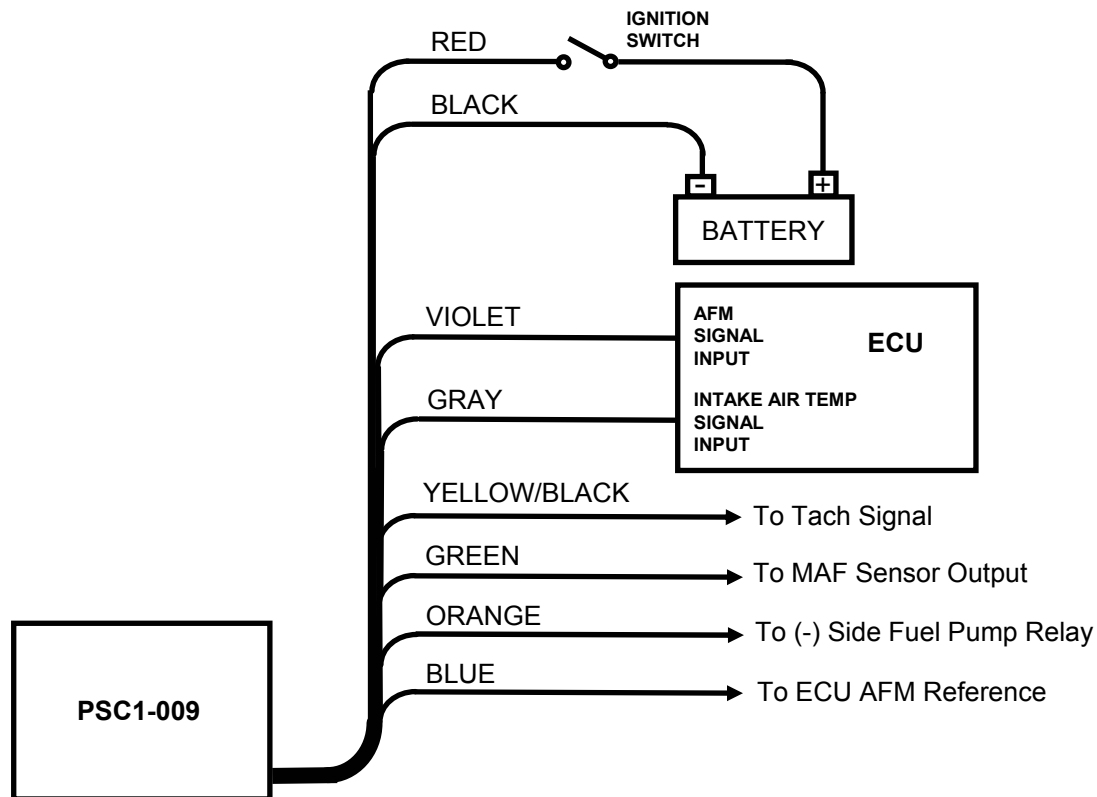 IGNITION
SWITCH
RED
BLACK
-
+
BATTERY
VIOLET
AFM
SIGNAL
INPUT
ECU
GRAY
INTAKE AIR TEMP
SIGNAL
INPUT
YELLOW/BLACK
To Tach Signal
GREEN
To MAF Sensor Output
ORANGE
To (-) Side Fuel Pump Relay
BLUE
To ECU AFM Reference
PSC1-009